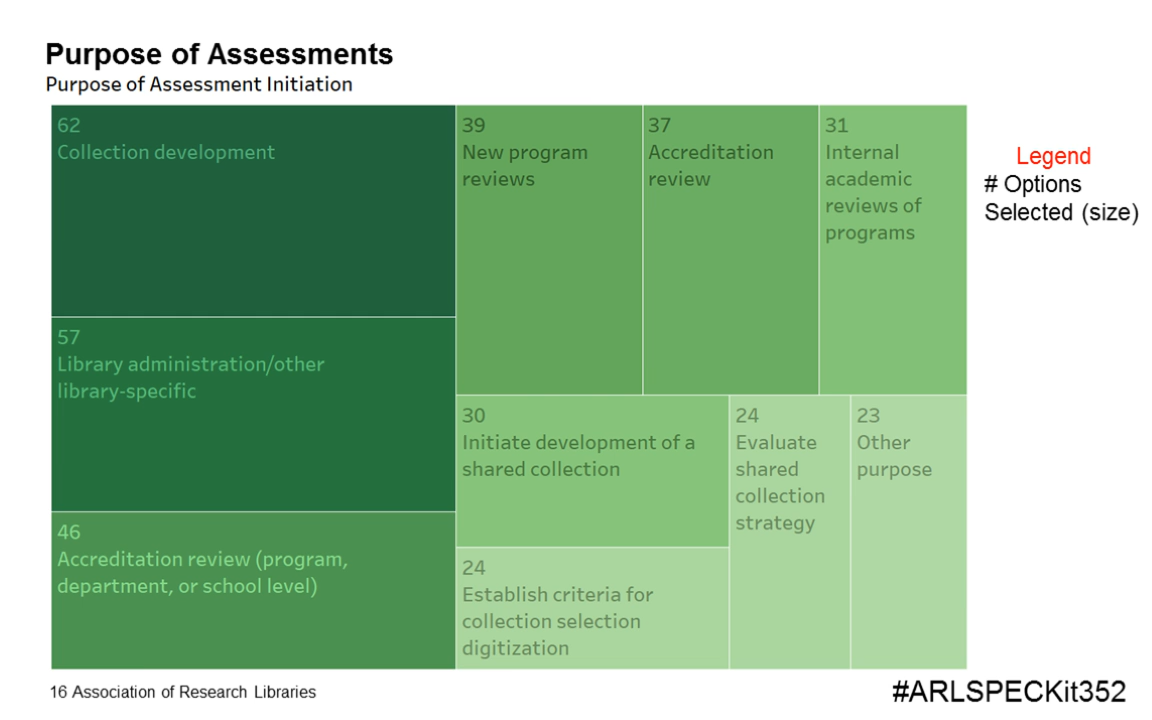 Purpose of Assessments
Purpose of Assessment Initiation
62
Collection development
57
Library administration/other
library-specific
46
Accreditation review (program,
department, or school level)
39
New program
reviews
37
Accreditation
review
31
Internal
academic
reviews of
programs
30
Initiate development of a
shared collection
24
Establish criteria for
collection selection
digitization
24
Evaluate
shared
collection
strategy
23
Other
purpose
Legend
# Options
Selected (size)
16 Association of Research Libraries
#ARLSPECKit352